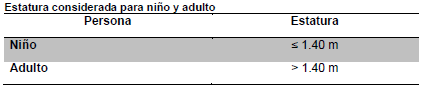 Estatura considerada para niño y adulto
Persona Estatura
Niño ≤ 1.40 m
Adulto > 1.40 m